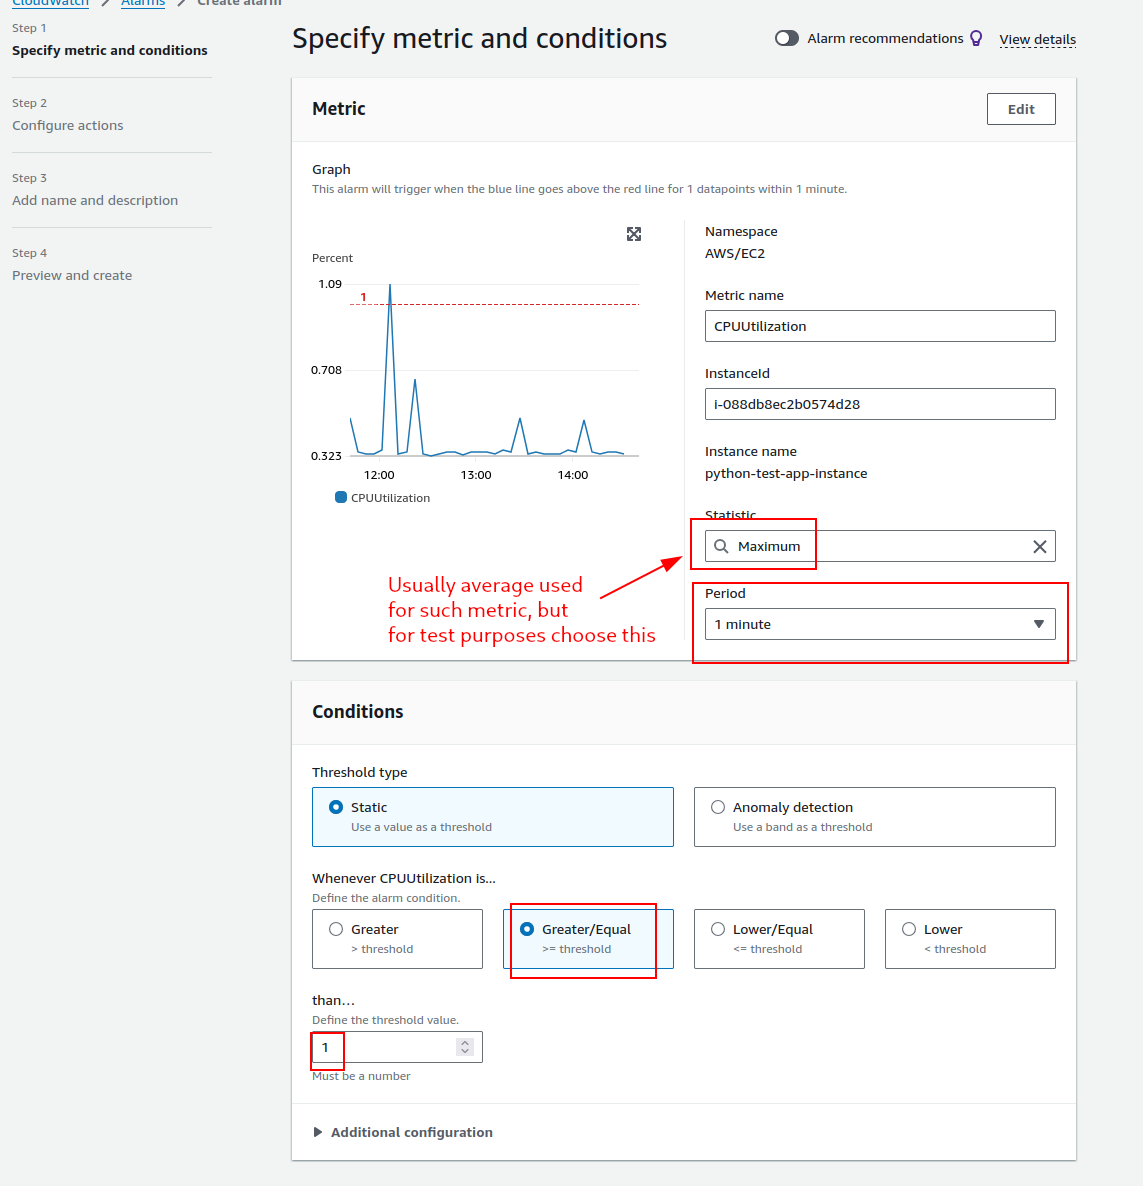 CloudWatch > Alarms > Create alarm
Step 1
Specify metric and conditions
Step 2
Configure actions
Step 3
Add name and description
Step 4
Preview and create
Specify metric and conditions
Alarm recommendations
View details
Metric
Edit
Graph
This alarm will trigger when the blue line goes above the red line for 1 datapoints within 1 minute.
Percent
1.09
1
0.708
0.323
12:00
13:00
14:00
CPUUtilization
Namespace
AWS/EC2
Metric name
CPUUtilization
InstanceId
i-088db8ec2b0574d28
Instance name
python-test-app-instance
Statistic
Maximum
Usually average used
for such metric, but
for test purposes choose this
Period
1 minute
Conditions
Threshold type
Static
Use a value as a threshold
Anomaly detection
Use a band as a threshold
Whenever CPUUtilization is...
Define the alarm condition.
Greater
> threshold
Greater/Equal
>= threshold
Lower/Equal
<= threshold
Lower
< threshold
than...
Define the threshold value.
1
Must be a number
Additional configuration